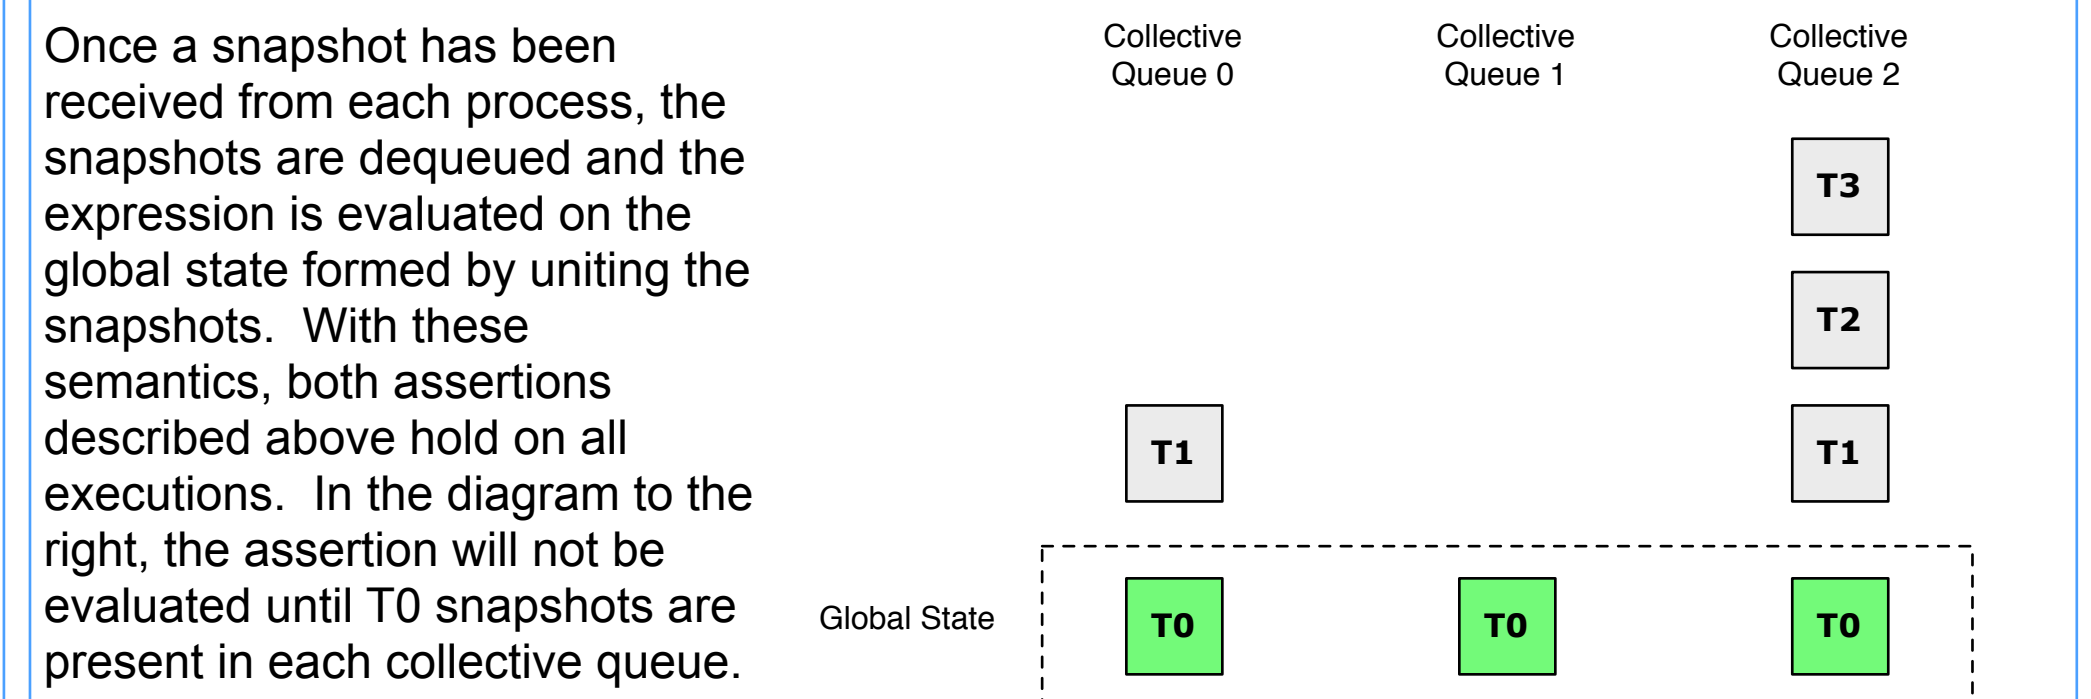 Once a snapshot has been
received from each process, the
snapshots are dequeued and the
expression is evaluated on the
global state formed by uniting the
snapshots.  With these
semantics, both assertions
described above hold on all
executions.  In the diagram to the
right, the assertion will not be
evaluated until T0 snapshots are
present in each collective queue.
Collective
Queue 0
Collective
Queue 1
Collective
Queue 2
T3
T2
T1
T1
Global State
T0
T0
T0